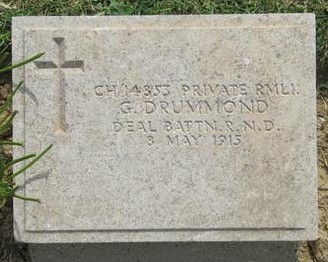 CH/14853 PRIVATE RMLI.
G. DRUMMOND
DEAL BATTN. R.N.D.
8 MAY 1915